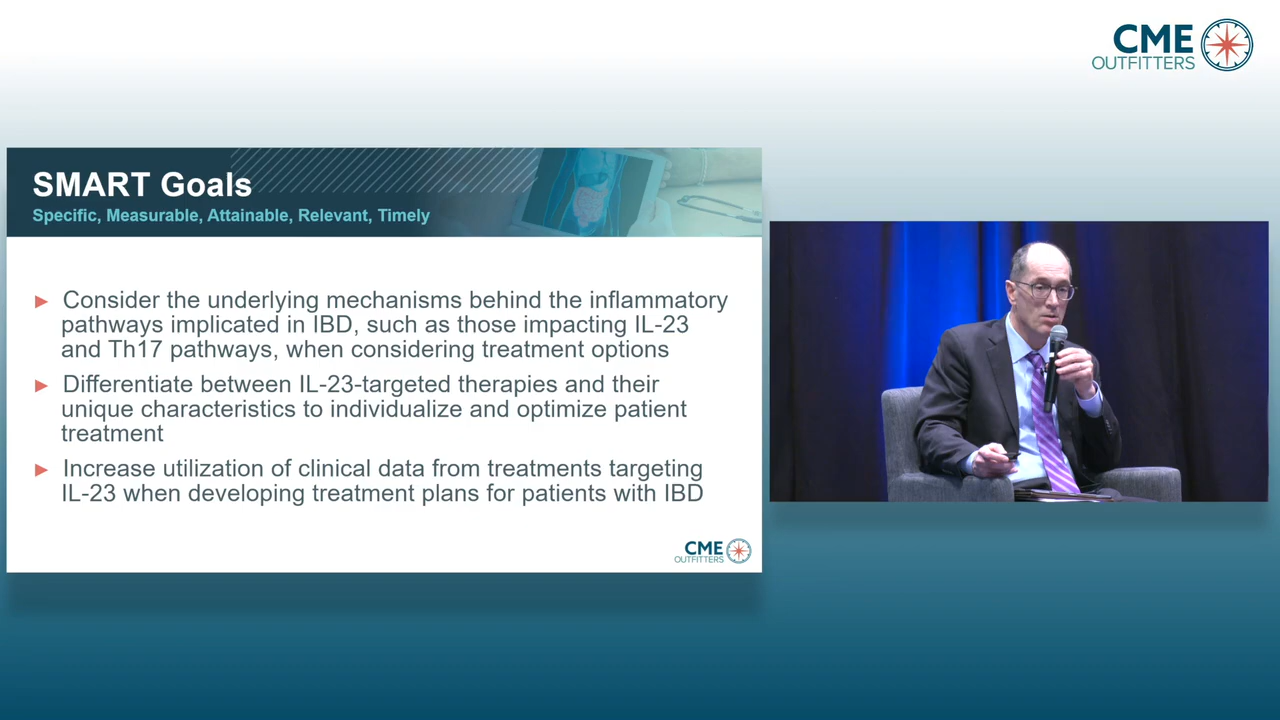 CME
OUTFITTERS
SMART Goals
Specific, Measurable, Attainable, Relevant, Timely
► Consider the underlying mechanisms behind the inflammatory
pathways implicated in IBD, such as those impacting IL-23
and Th17 pathways, when considering treatment options
► Differentiate between IL-23-targeted therapies and their
unique characteristics to individualize and optimize patient
treatment
► Increase utilization of clinical data from treatments targeting
IL-23 when developing treatment plans for patients with IBD
CME
OUTFITTERS